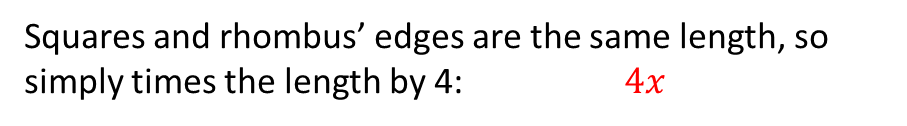 Squares and rhombus’ edges are the same length, so
simply times the length by 4: 4x